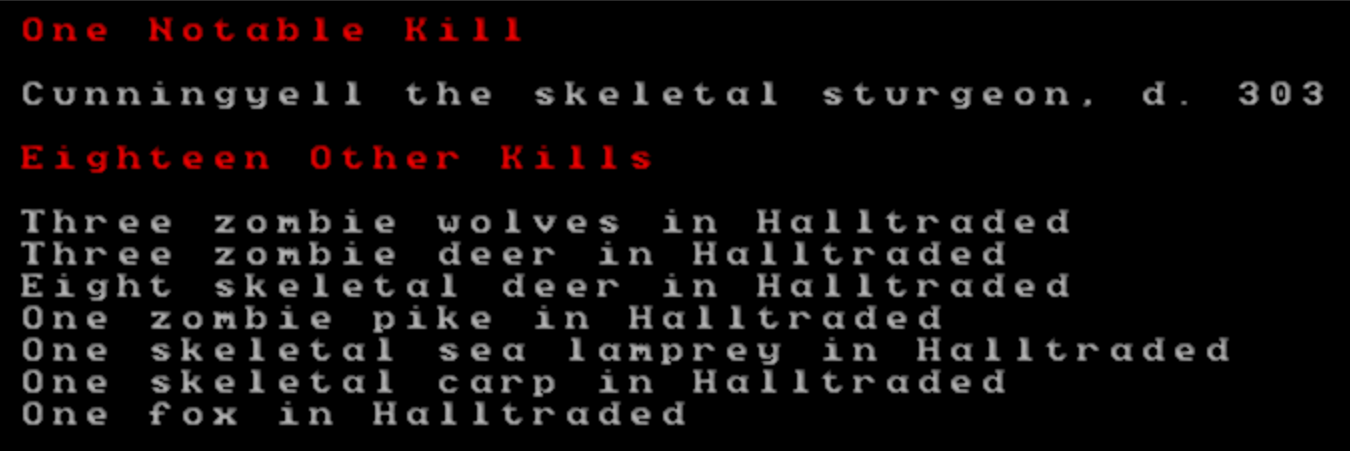 One Notable Kill
Cunningyell the skeletal sturgeon, d. 303
Eighteen Other Kills
Three zombie wolves in Halltraded
Three zombie deer in Halltraded
Eight skeletal deer in Halltraded
One zombie pike in Halltraded
One skeletal sea lamprey in Halltraded
One skeletal carp in Halltraded
One fox in Halltraded